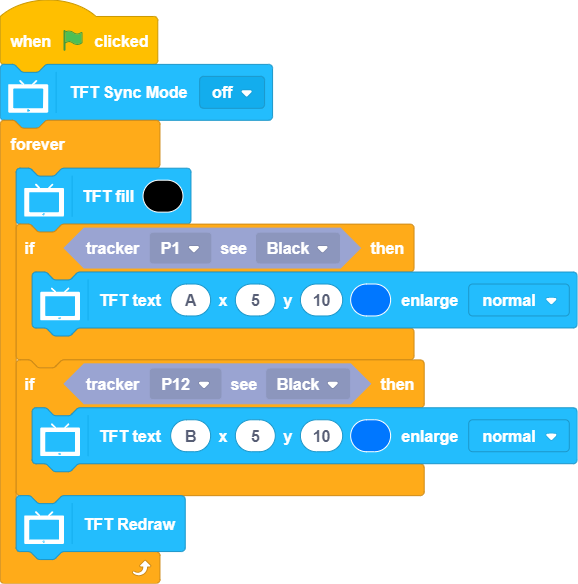 when clicked
TFT Sync Mode off
forever
TFT fill
if tracker P1 see Black then
TFT text A x 5 y 10 enlarge normal
if tracker P12 see Black then
TFT text B x 5 y 10 enlarge normal
TFT Redraw